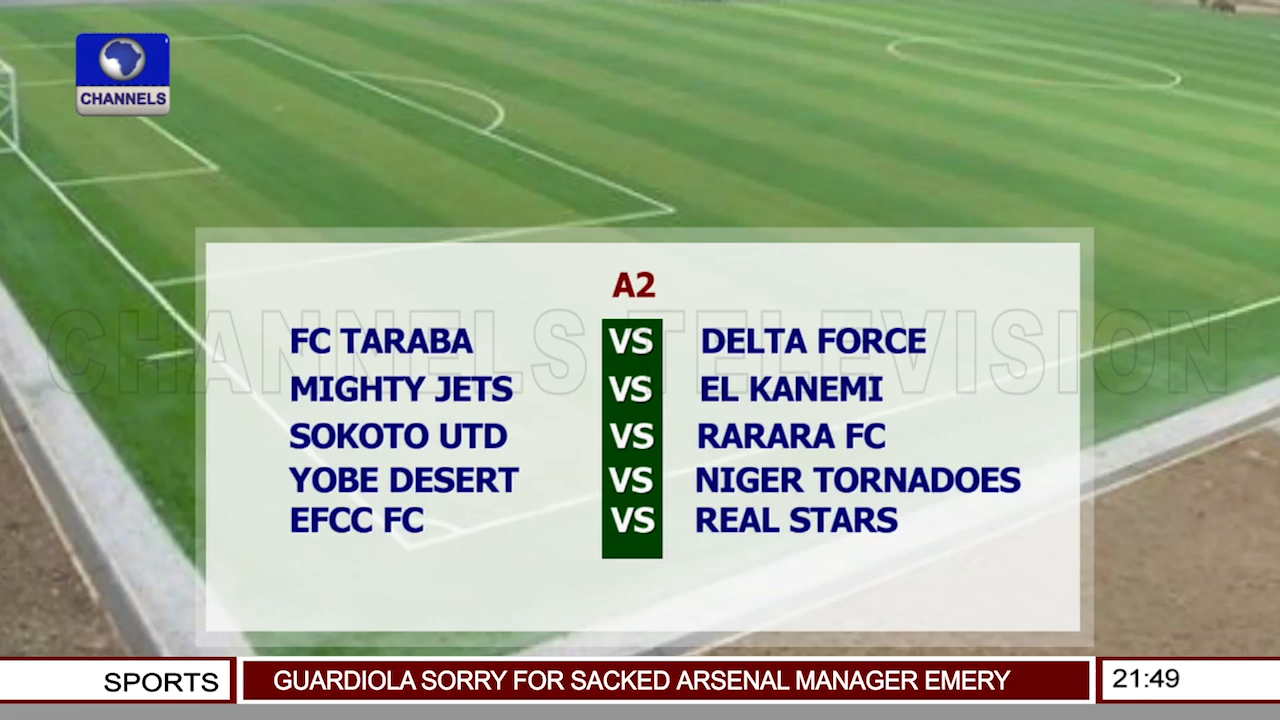 CHANNELS
A2
FC TARABA VS DELTA FORCE
MIGHTY JETS VS EL KANEMI
CHANNELS TELEVISION
SOKOTO UTD VS RARARA FC
YOBE DESERT VS NIGER TORNADOES
EFCC FC VS REAL STARS
SPORTS GUARDIOLA SORRY FOR SACKED ARSENAL MANAGER EMERY 21:49